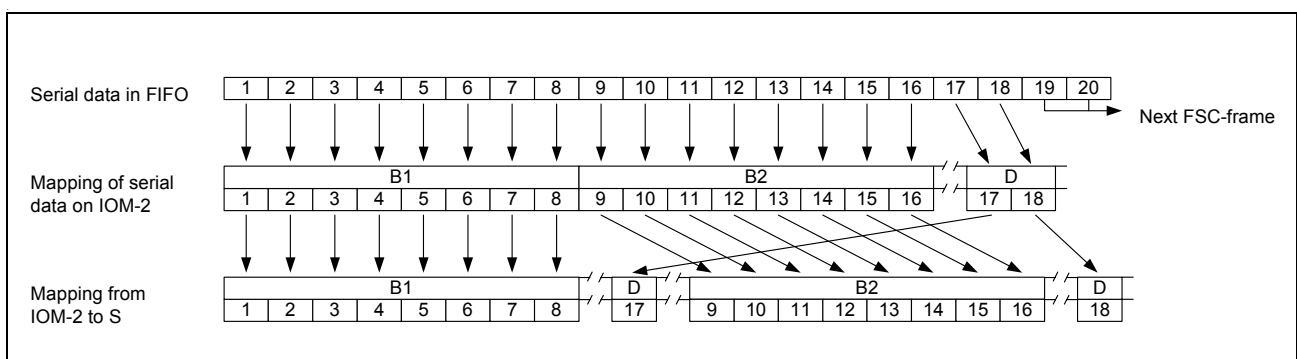 Serial data in FIFO
1 2 3 4 5 6 7 8 9 10 11 12 13 14 15 16 17 18 19 20
Next FSC-frame
Mapping of serial
data on IOM-2
B1 B2 D
1 2 3 4 5 6 7 8 9 10 11 12 13 14 15 16 17 18
Mapping from
IOM-2 to S
B1 D B2 D
1 2 3 4 5 6 7 8 17 9 10 11 12 13 14 15 16 18